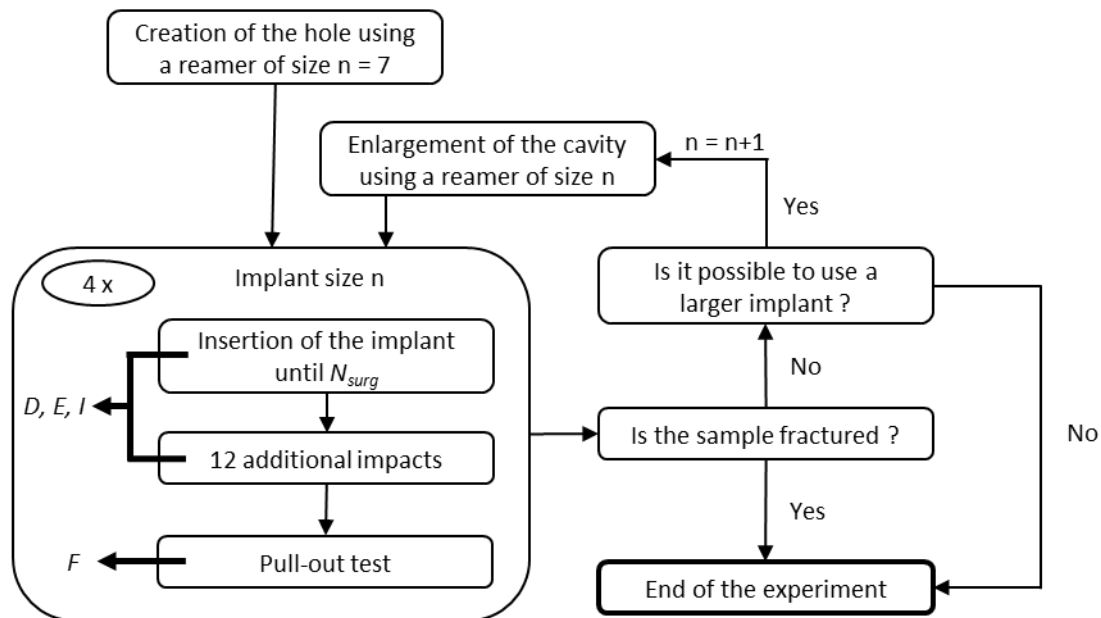 Creation of the hole using
a reamer of size n = 7
Enlargement of the cavity
using a reamer of size n
n = n+1
Yes
4 x
Implant size n
Is it possible to use a
larger implant ?
Insertion of the implant
until Nsurg
No
D, E, I
Is the sample fractured ?
No
12 additional impacts
Yes
F
Pull-out test
End of the experiment